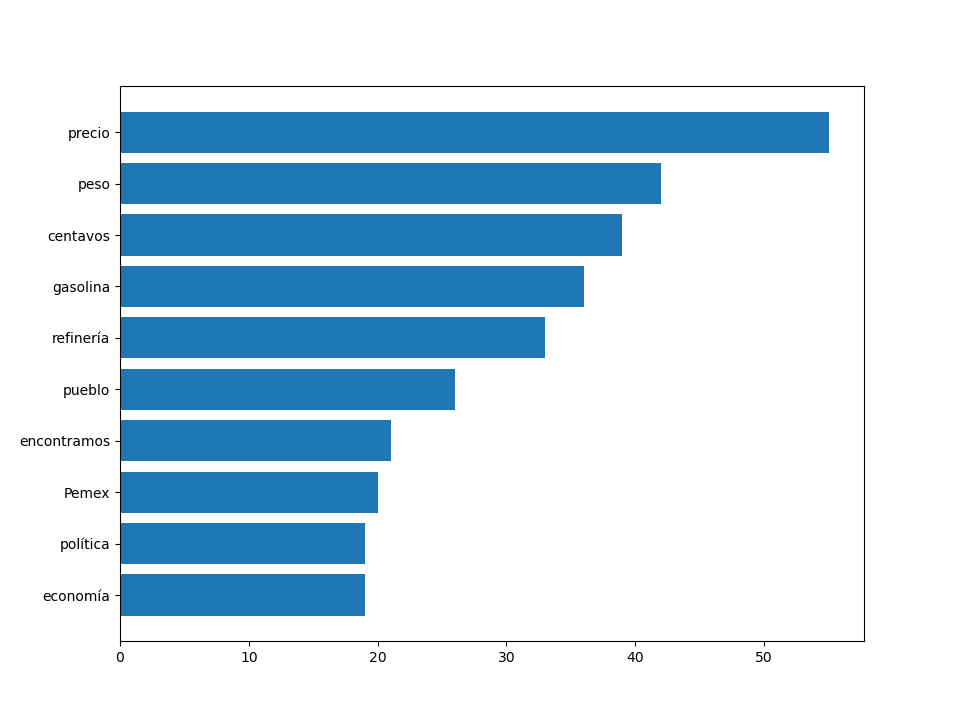 precio
peso
centavos
gasolina
refinería
pueblo
encontramos
Pemex
política
economía
0 10 20 30 40 50